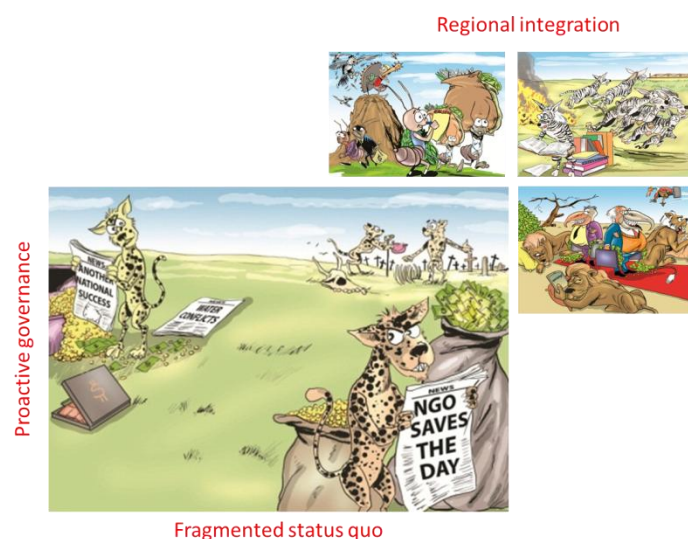 Regional integration
Proactive governance
NEWS
ANOTHER
NATIONAL
SUCCESS
NEWS
WATER
CONFLICTS
NEWS
NGO
SAVES
THE
DAY
Fragmented status quo